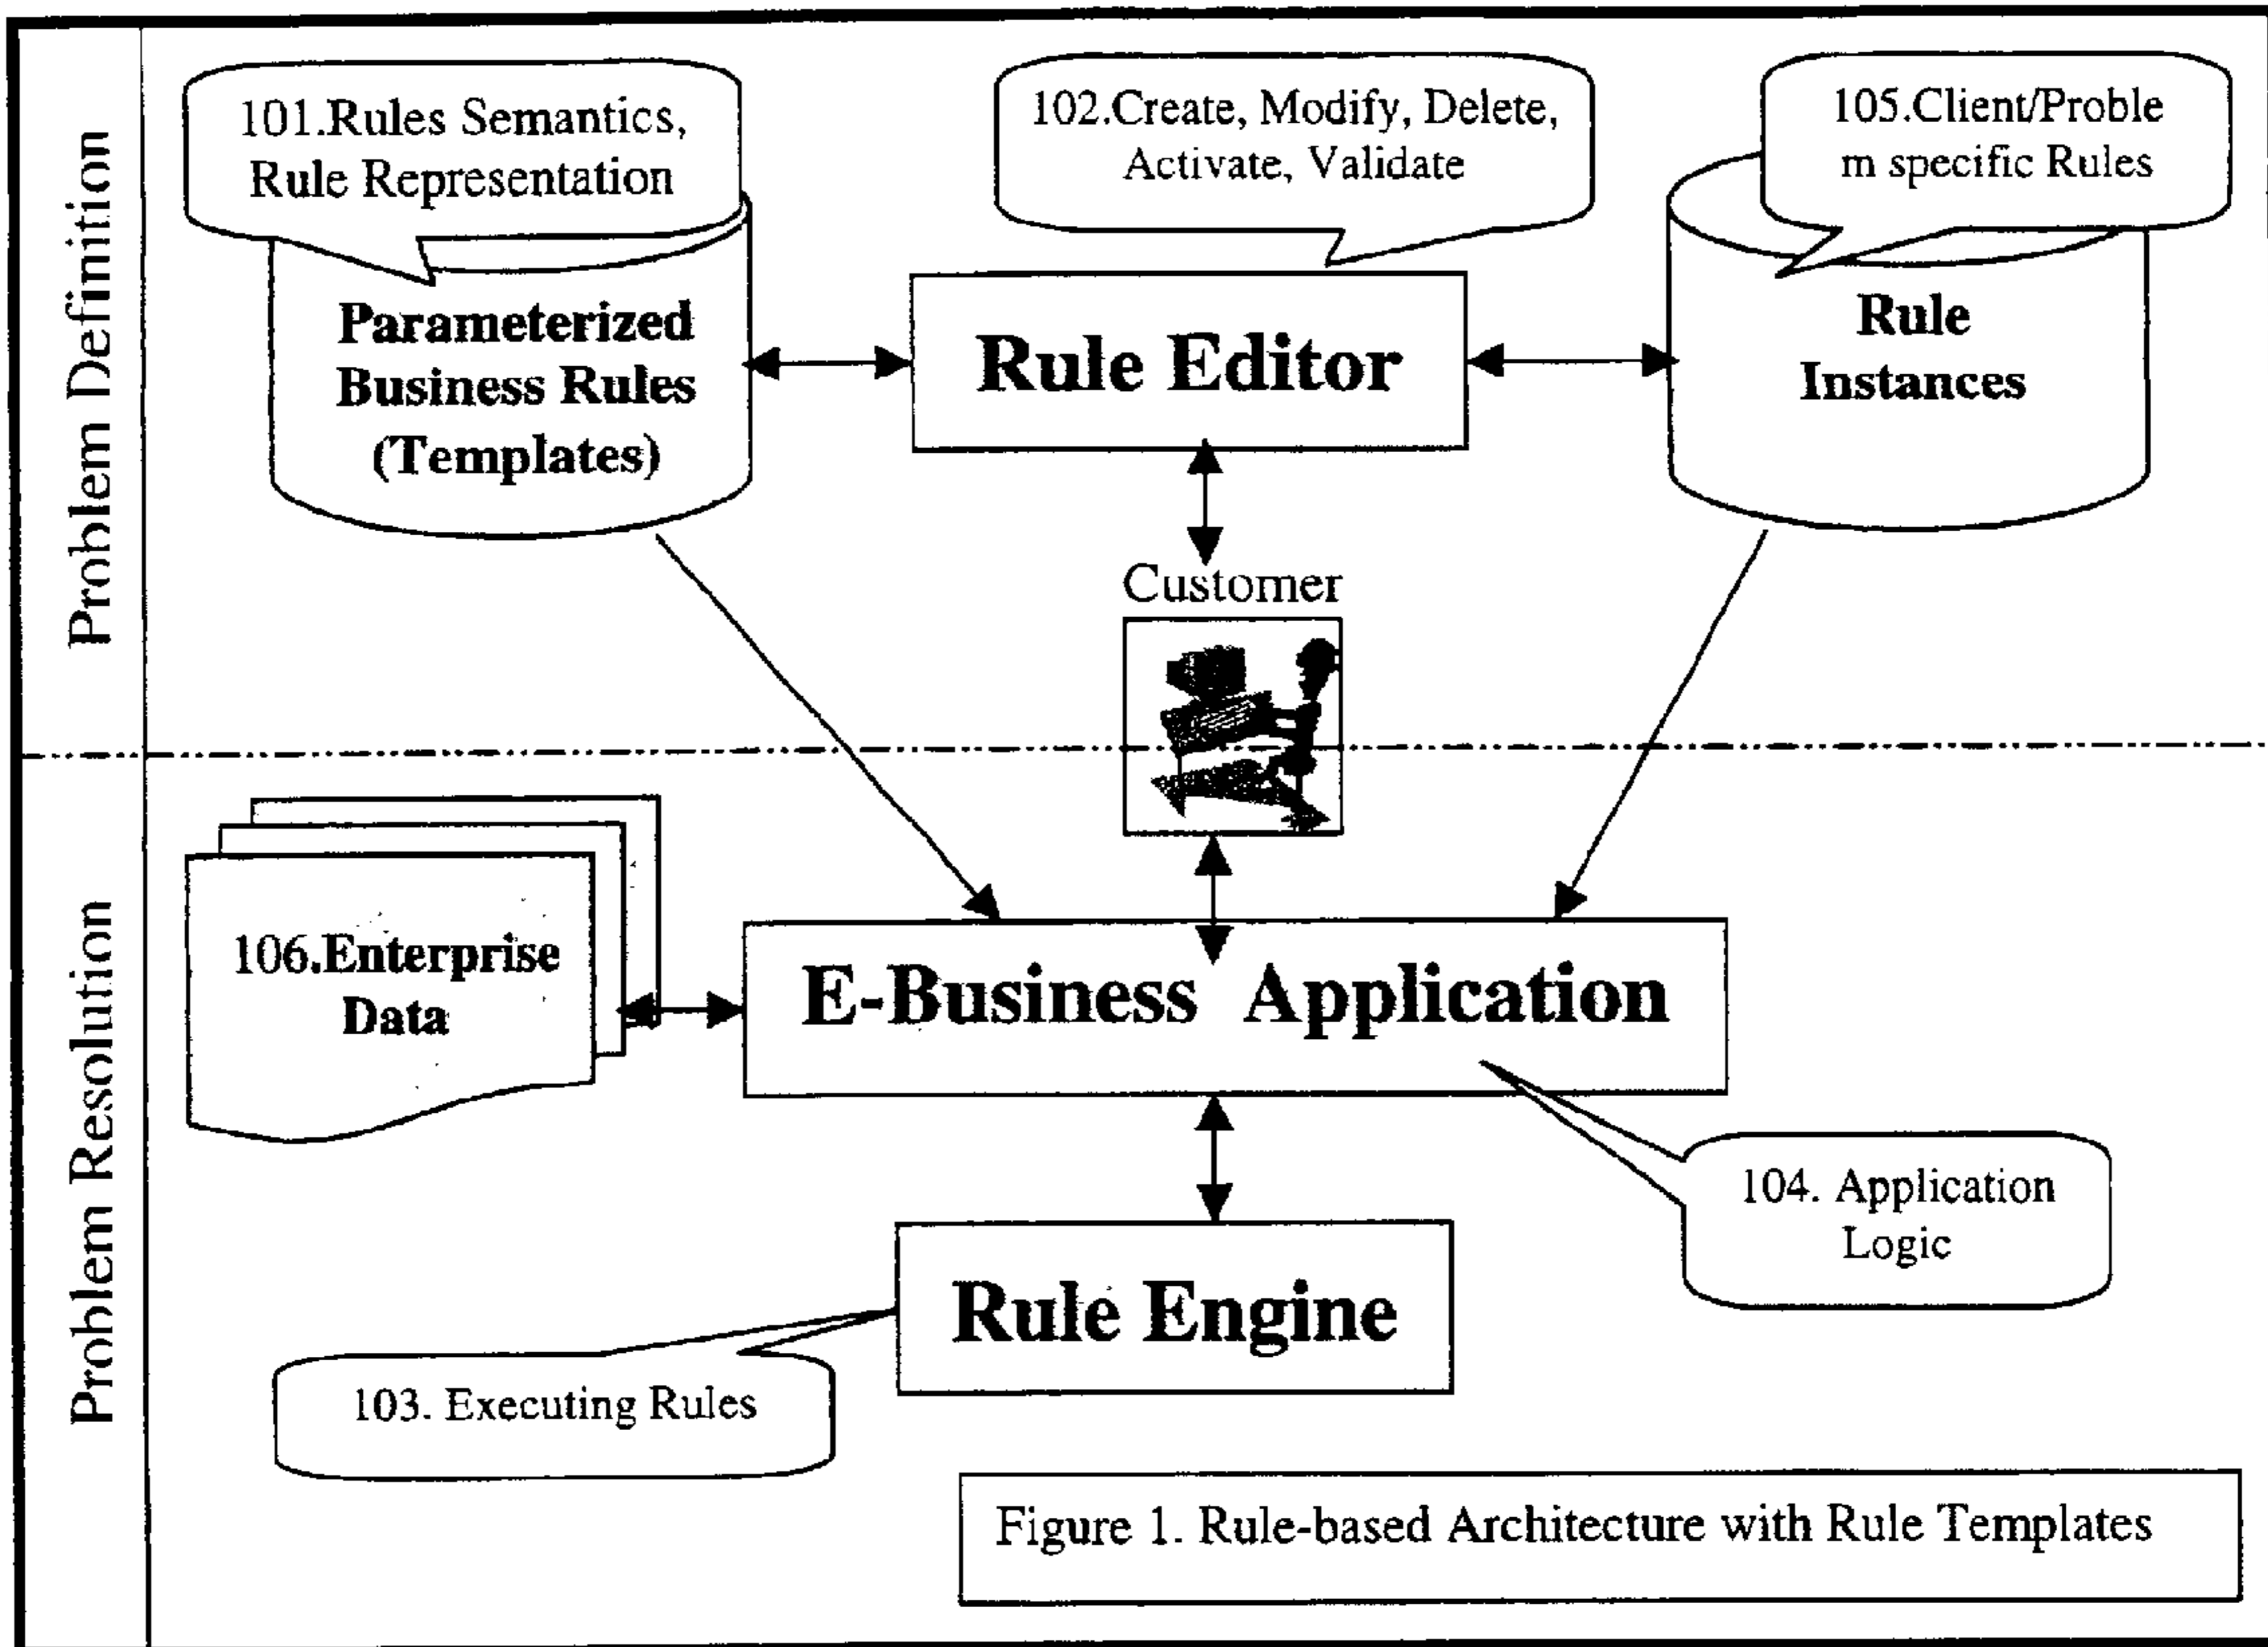 Problem Definition
101.Rules Semantics,
Rule Representation
102.Create, Modify, Delete,
Activate, Validate
105.Client/Proble
m specific Rules
Parameterized
Business Rules
(Templates)
Rule Editor
Rule
Instances
Customer
Problem Resolution
106.Enterprise
Data
E-Business Application
104. Application
Logic
Rule Engine
103. Executing Rules
Figure 1. Rule-based Architecture with Rule Templates